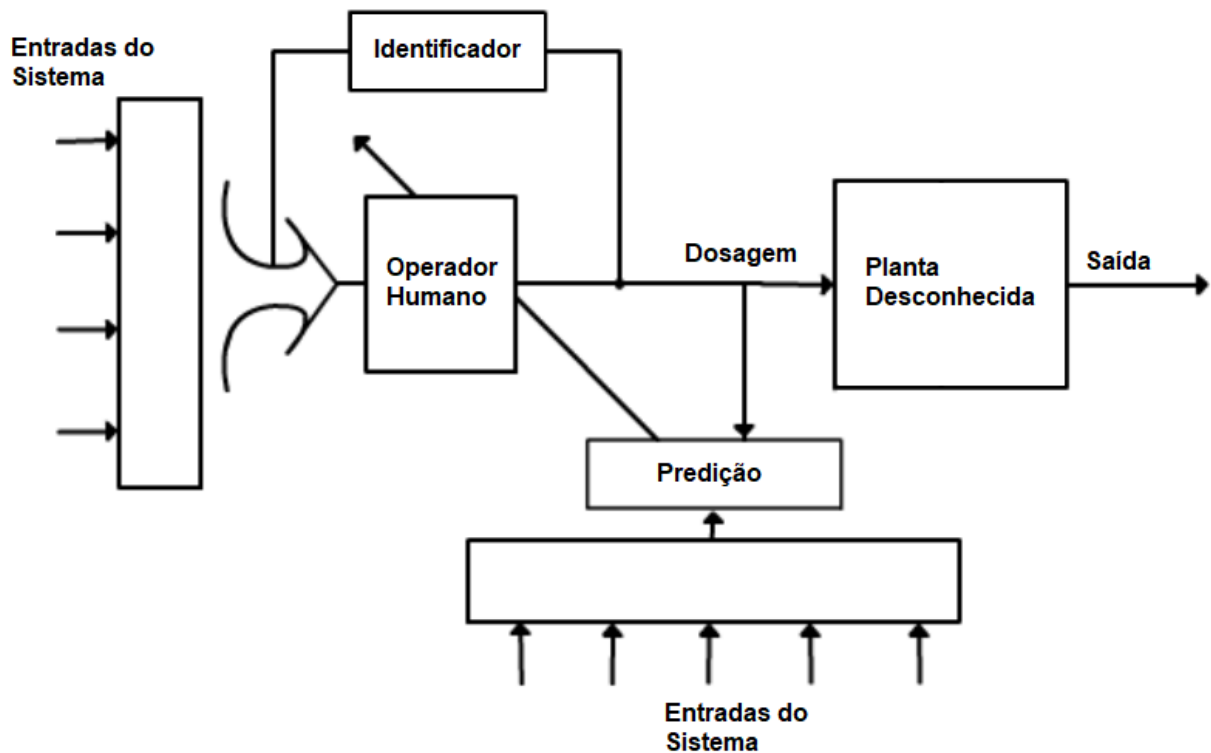 Entradas do
Sistema
Identificador
Operador
Humano
Dosagem
Planta
Desconhecida
Saída
Predição
Entradas do
Sistema